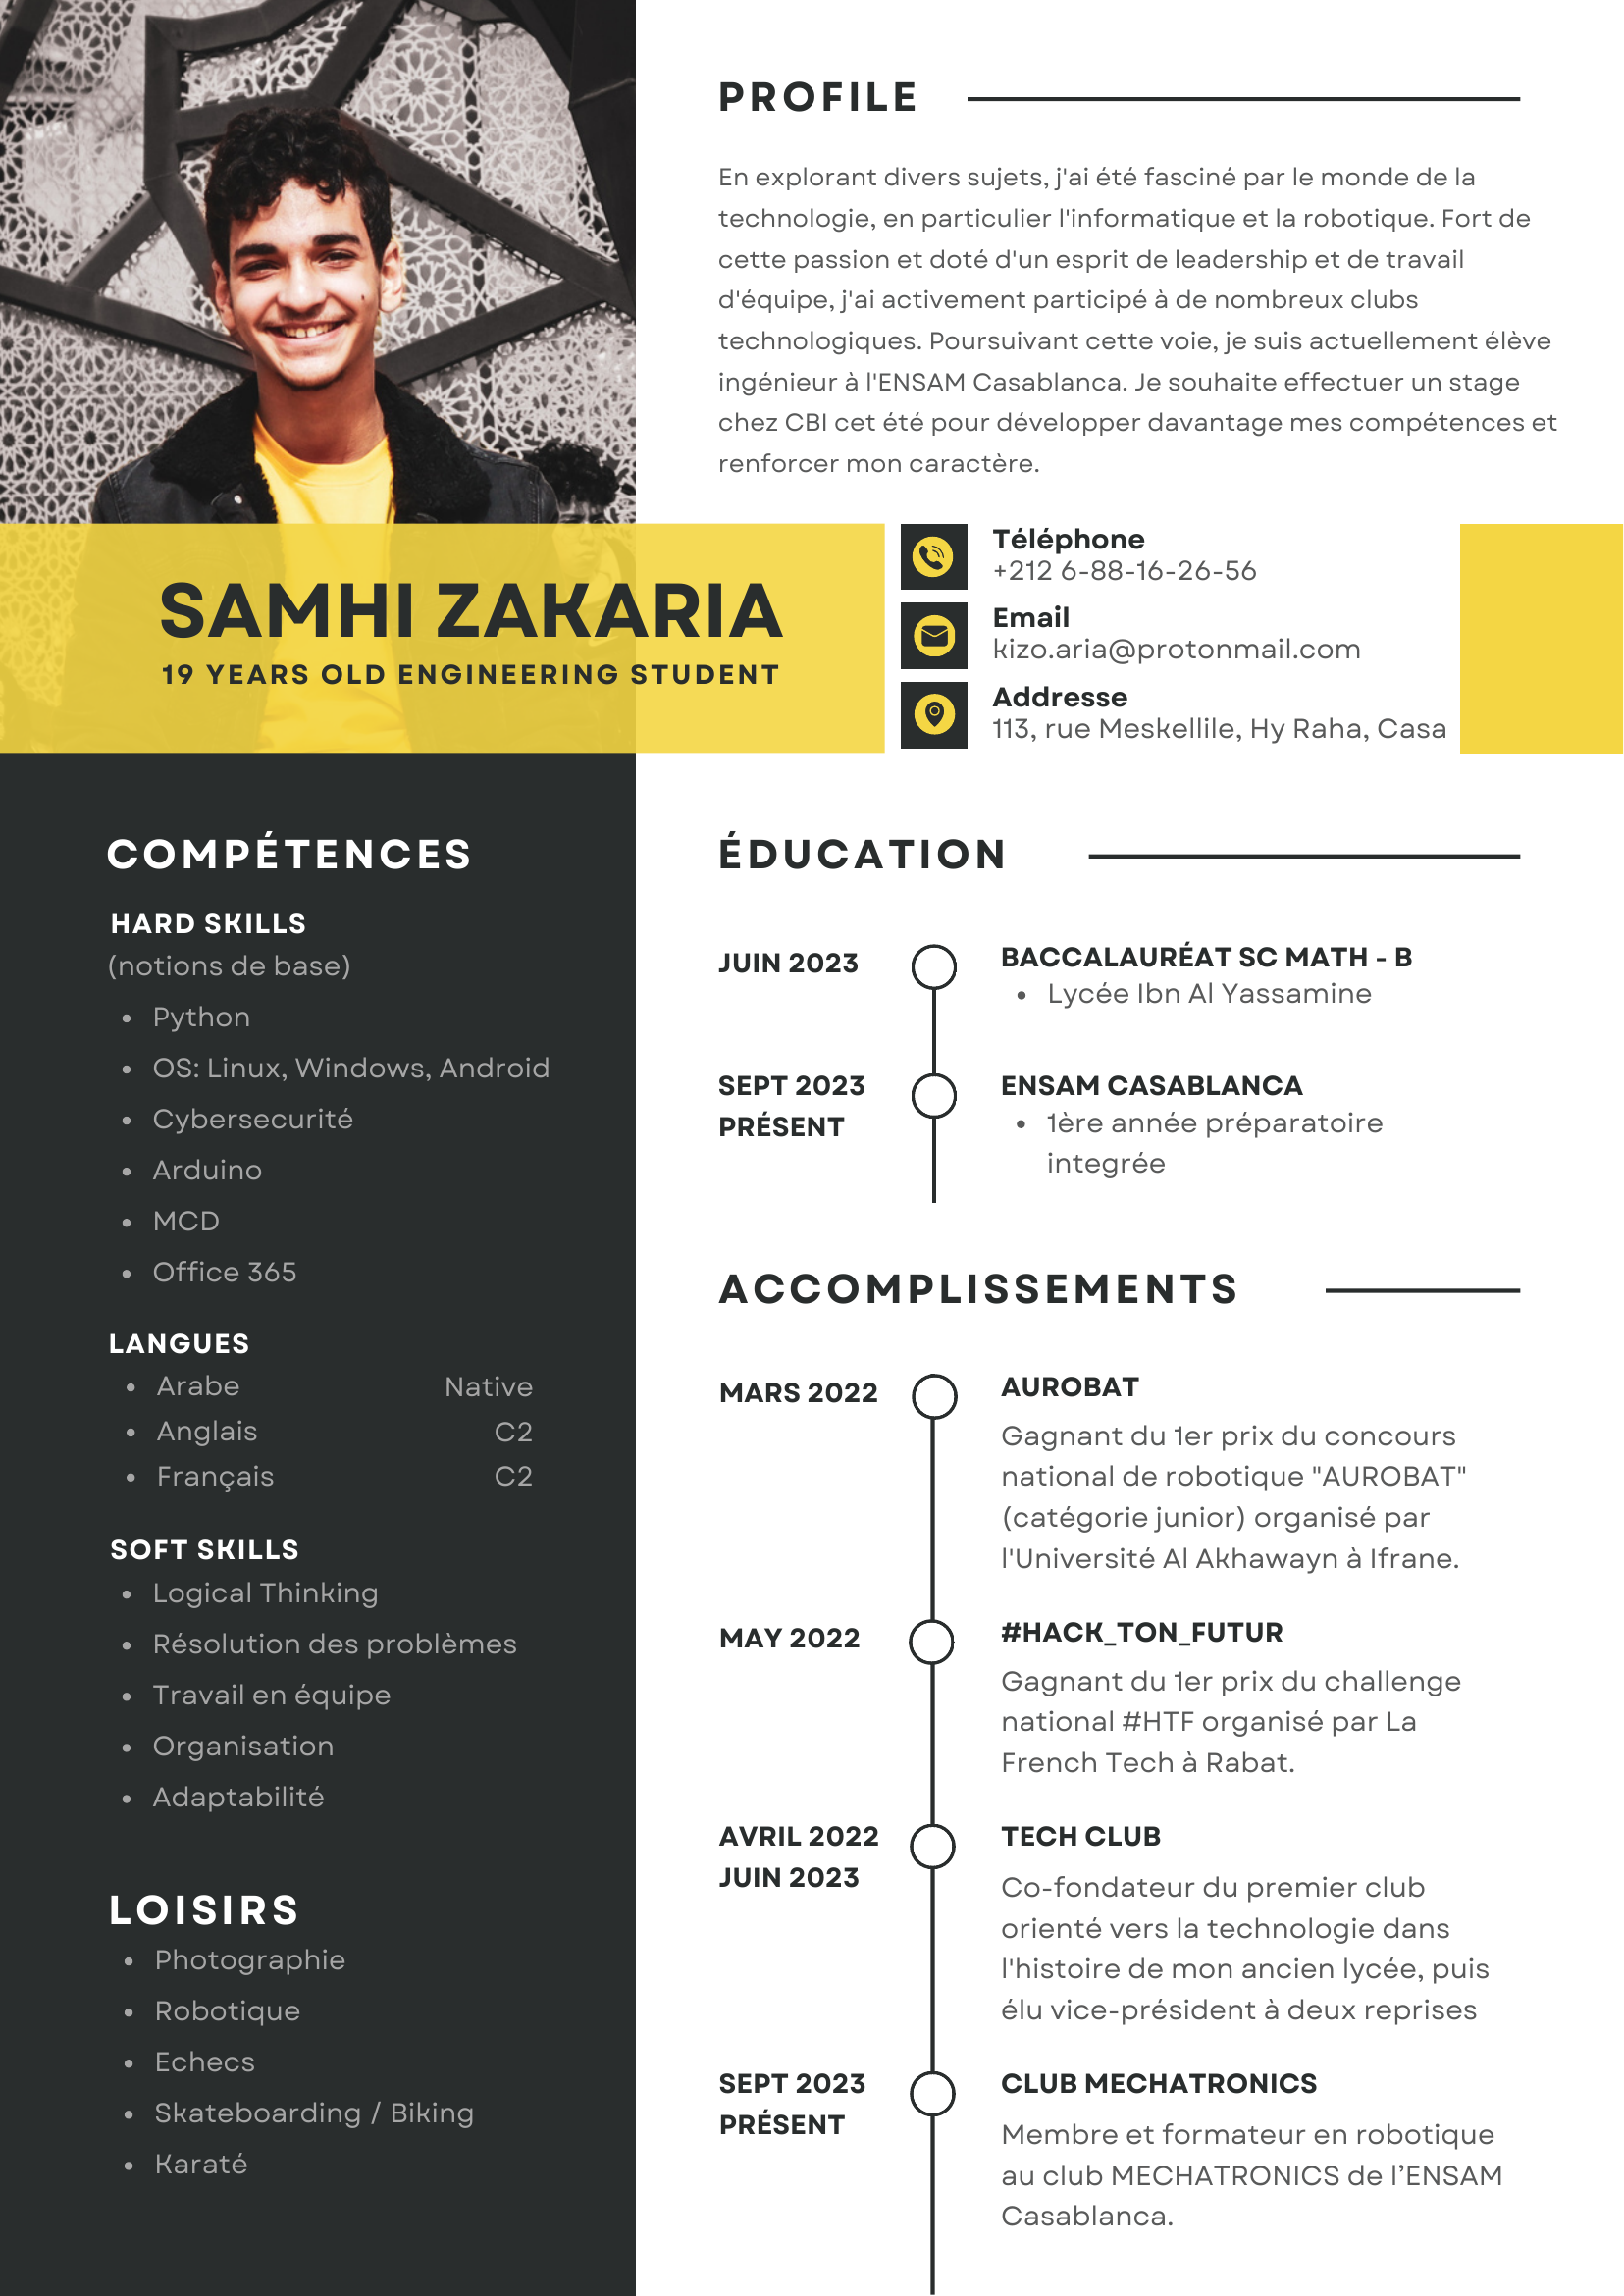 PROFILE
En explorant divers sujets, j'ai été fasciné par le monde de la
technologie, en particulier l'informatique et la robotique. Fort de
cette passion et doté d'un esprit de leadership et de travail
d'équipe, j'ai activement participé à de nombreux clubs
technologiques. Poursuivant cette voie, je suis actuellement élève
ingénieur à l'ENSAM Casablanca. Je souhaite effectuer un stage
chez CBI cet été pour développer davantage mes compétences et
renforcer mon caractère.
SAMHI ZAKARIA
19 YEARS OLD ENGINEERING STUDENT
Téléphone
+212 6-88-16-26-56
Email
kizo.aria@protonmail.com
Addresse
113, rue Meskellile, Hy Raha, Casa
COMPÉTENCES
HARD SKILLS
(notions de base)
• Python
• OS: Linux, Windows, Android
• Cybersecurité
• Arduino
• MCD
• Office 365
LANGUES
• Arabe Native
• Anglais C2
• Français C2
SOFT SKILLS
• Logical Thinking
• Résolution des problèmes
• Travail en équipe
• Organisation
• Adaptabilité
LOISIRS
• Photographie
• Robotique
• Echecs
• Skateboarding / Biking
• Karaté
ÉDUCATION
JUIN 2023
BACCALAURÉAT SC MATH - B
• Lycée Ibn Al Yassamine
SEPT 2023
PRÉSENT
ENSAM CASABLANCA
• 1ère année préparatoire
integrée
ACCOMPLISSEMENTS
MARS 2022
AUROBAT
Gagnant du 1er prix du concours
national de robotique "AUROBAT"
(catégorie junior) organisé par
l'Université Al Akhawayn à Ifrane.
MAY 2022
#HACK_TON_FUTUR
Gagnant du 1er prix du challenge
national #HTF organisé par La
French Tech à Rabat.
AVRIL 2022
JUIN 2023
TECH CLUB
Co-fondateur du premier club
orienté vers la technologie dans
l'histoire de mon ancien lycée, puis
élu vice-président à deux reprises
SEPT 2023
PRÉSENT
CLUB MECHATRONICS
Membre et formateur en robotique
au club MECHATRONICS de l’ENSAM
Casablanca.